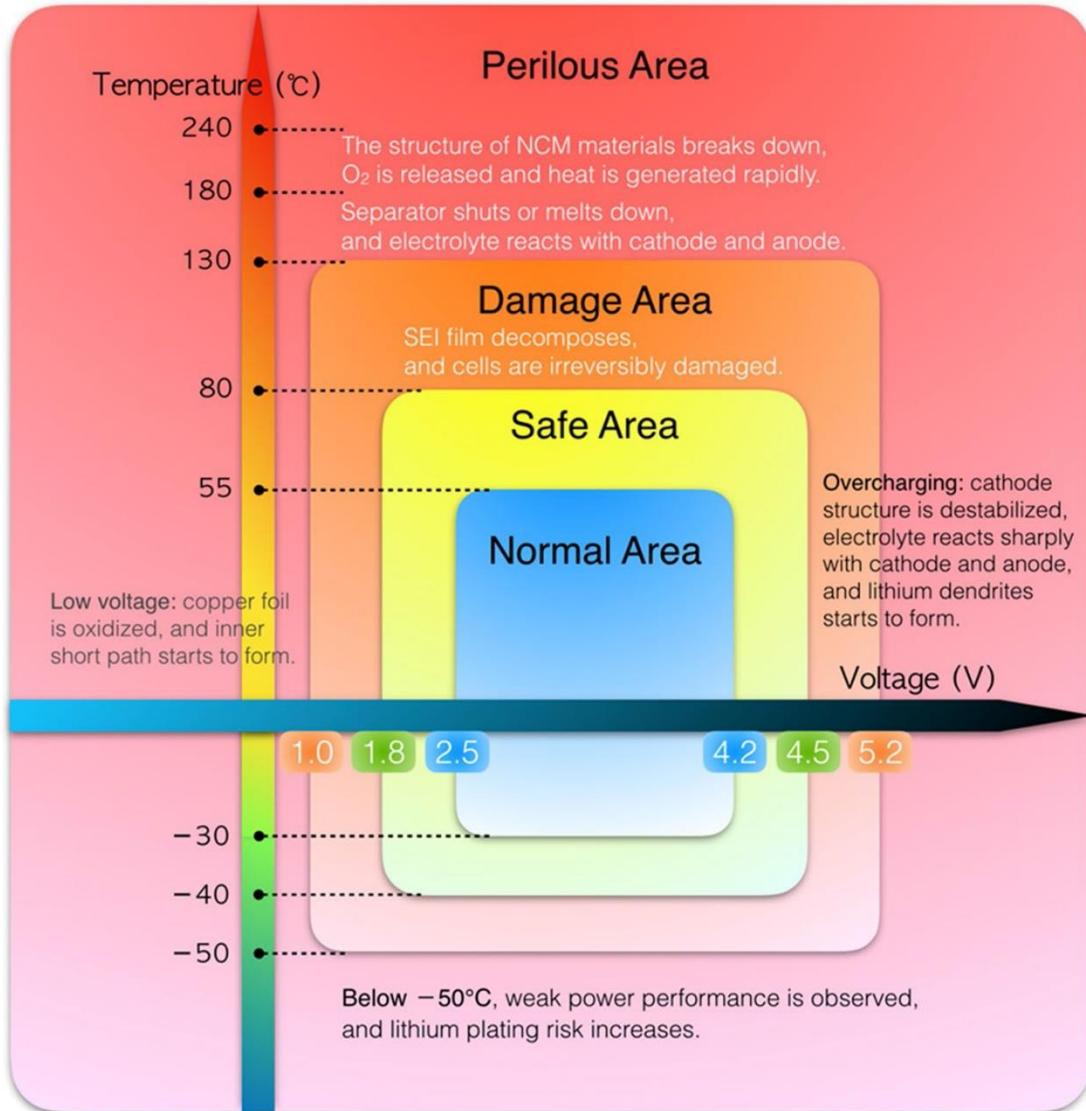 Perilous Area
Temperature (℃)
240
The structure of NCM materials breaks down,
O₂ is released and heat is generated rapidly.
180
Separator shuts or melts down,
and electrolyte reacts with cathode and anode.
130
Damage Area
SEI film decomposes,
and cells are irreversibly damaged.
80
Safe Area
55
Normal Area
Overcharging: cathode
structure is destabilized,
electrolyte reacts sharply
with cathode and anode,
and lithium dendrites
starts to form.
Low voltage: copper foil
is oxidized, and inner
short path starts to form.
Voltage (V)
1.0 1.8 2.5 4.2 4.5 5.2
−30
−40
−50
Below −50°C, weak power performance is observed,
and lithium plating risk increases.